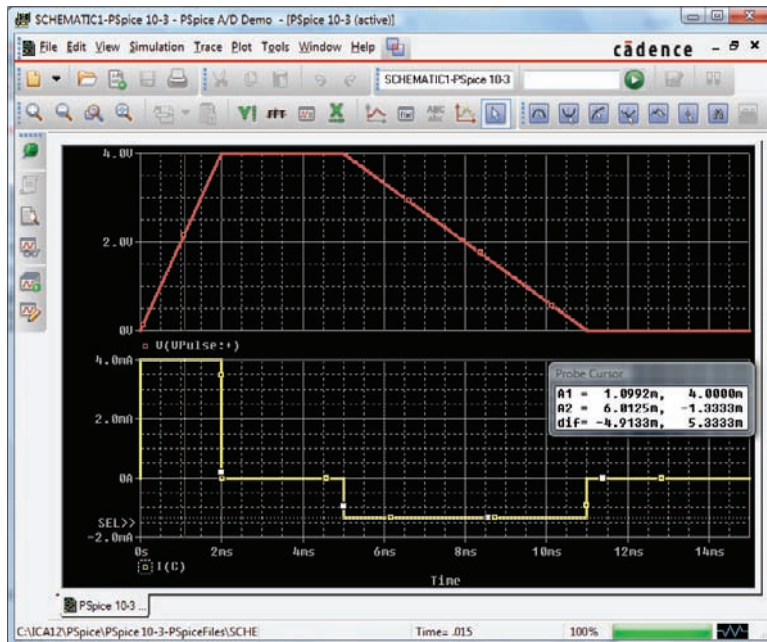 SCHEMATIC1-PSpice 10-3 - PSpice A/D Demo - [PSpice 10-3 (active)]
File Edit View Simulation Trace Plot Tools Window Help
cādence
SCHEMATIC1-PSpice 10-3
FFT
ABC
4.0V
2.0V
0V
V(VPulse:+)
4.0mA
Probe Cursor
A1 = 1.0992m, 4.0000m
A2 = 6.0125m, -1.3333m
dif= -4.9133m, 5.3333m
2.0mA
0A
SEL>>
-2.0mA
0s 2ms 4ms 6ms 8ms 10ms 12ms 14ms
I(C)
Time
PSpice 10-3 ...
C:\ICA12\PSpice\PSpice 10-3-PSpiceFiles\SCHE Time= .015 100%